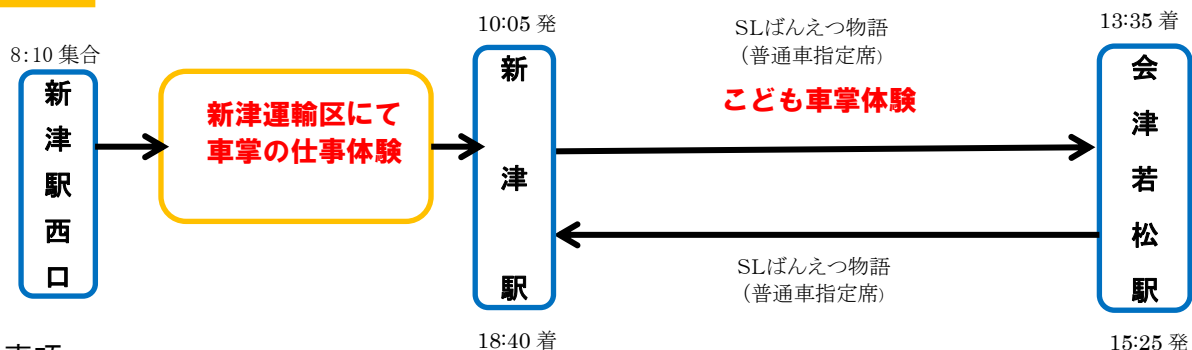 8:10 集合
新津駅西口
新津運輸区にて
車掌の仕事体験
10:05 発
新津駅
18:40 着
SLばんえつ物語
（普通車指定席）
こども車掌体験
SLばんえつ物語
（普通車指定席）
13:35 着
会津若松駅
15:25 発